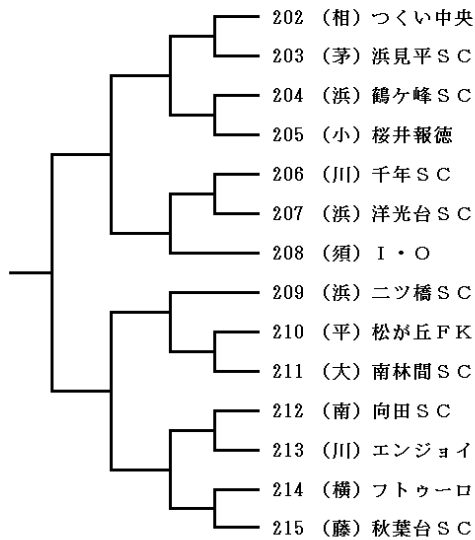 202 (相) つくい中央
203 (茅) 浜見平ＳＣ
204 (浜) 鶴ケ峰ＳＣ
205 (小) 桜井報徳
206 (川) 千年ＳＣ
207 (浜) 洋光台ＳＣ
208 (須) Ｉ・Ｏ
209 (浜) 二ツ橋ＳＣ
210 (平) 松が丘ＦＫ
211 (大) 南林間ＳＣ
212 (南) 向田ＳＣ
213 (川) エンジョイ
214 (横) フトゥーロ
215 (藤) 秋葉台ＳＣ